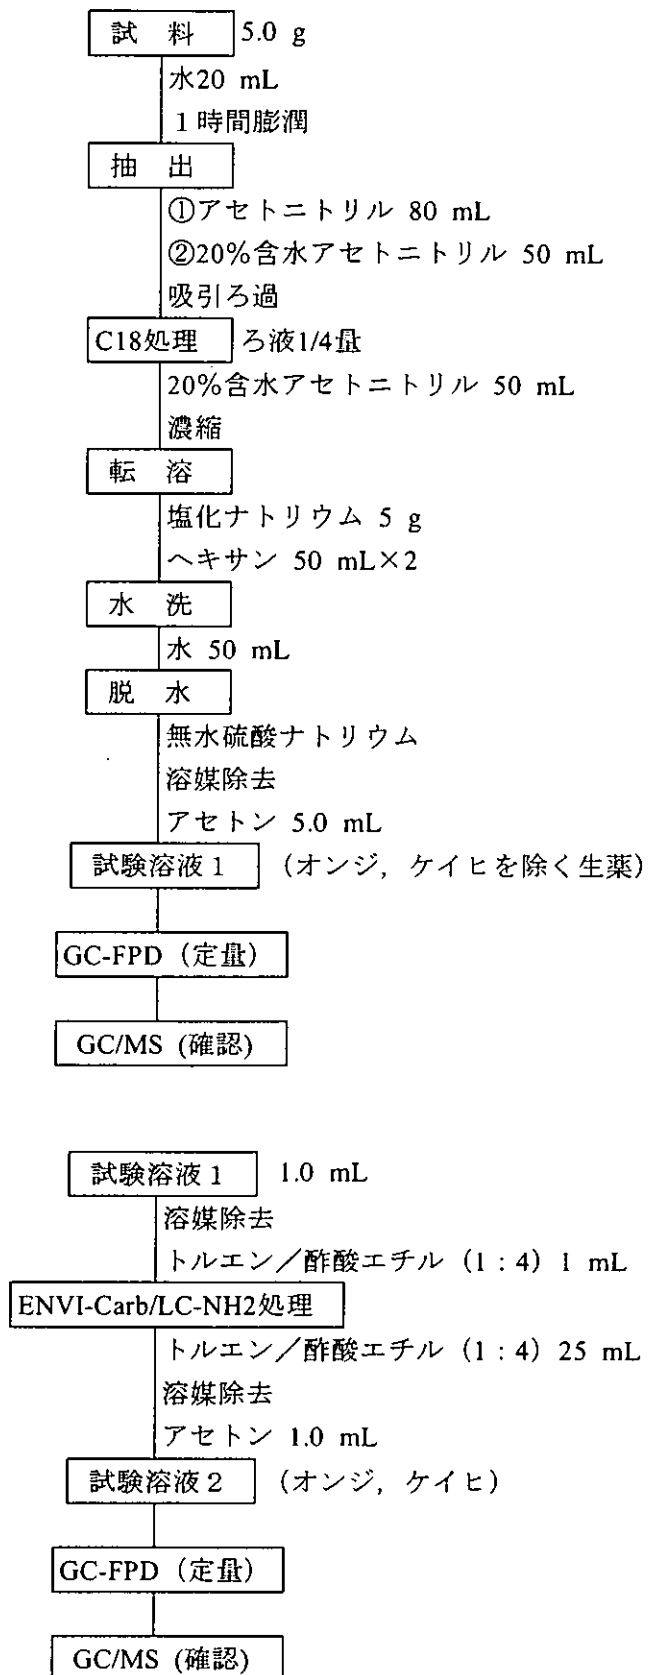 試 料 5.0 g
水20 mL
1時間膨潤
抽 出
①アセトニトリル 80 mL
②20%含水アセトニトリル 50 mL
吸引ろ過
C18処理 ろ液1/4量
20%含水アセトニトリル 50 mL
濃縮
転 溶
塩化ナトリウム 5 g
ヘキサン 50 mL×2
水 洗
水 50 mL
脱 水
無水硫酸ナトリウム
溶媒除去
アセトン 5.0 mL
試験溶液1 (オンジ, ケイヒを除く生薬)
GC-FPD (定量)
GC/MS (確認)
試験溶液1 1.0 mL
溶媒除去
トルエン/酢酸エチル (1:4) 1 mL
ENVI-Carb/LC-NH2処理
トルエン/酢酸エチル (1:4) 25 mL
溶媒除去
アセトン 1.0 mL
試験溶液2 (オンジ, ケイヒ)
GC-FPD (定量)
GC/MS (確認)